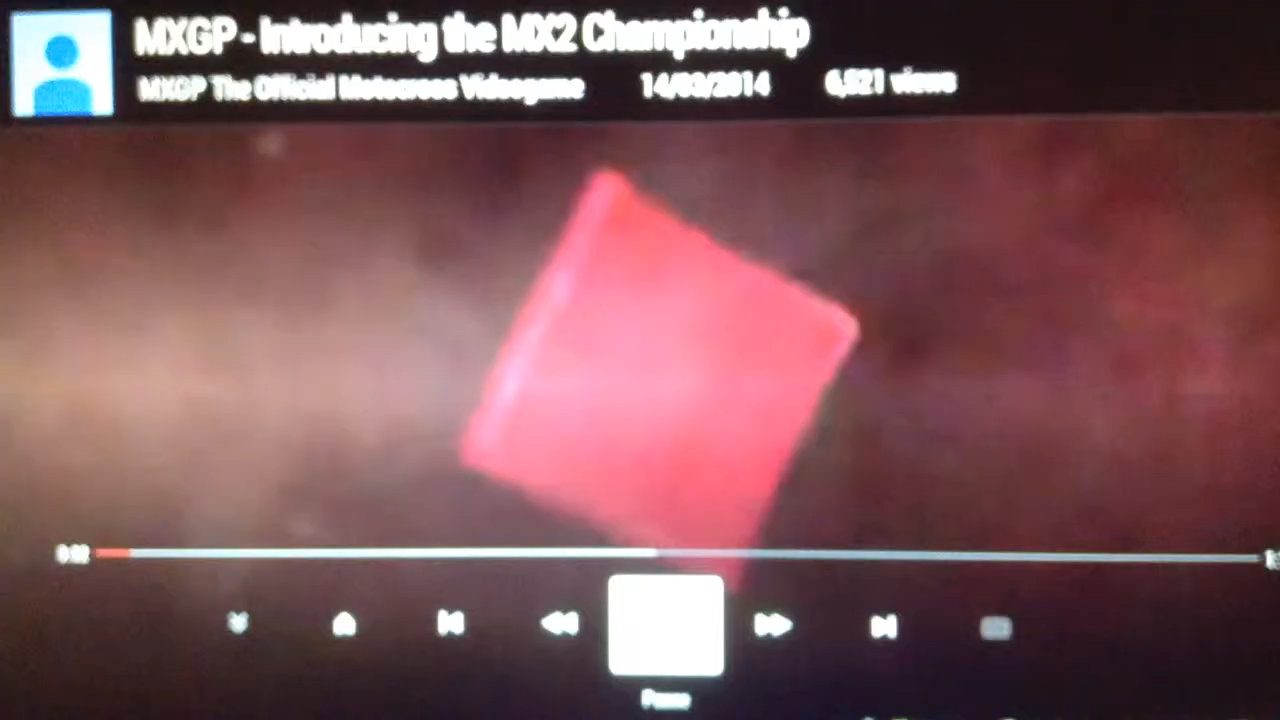 MXGP - Introducing the MX2 Championship
MXGP The Official Motocross Videogame 14/03/2014 6,821 views
Pause